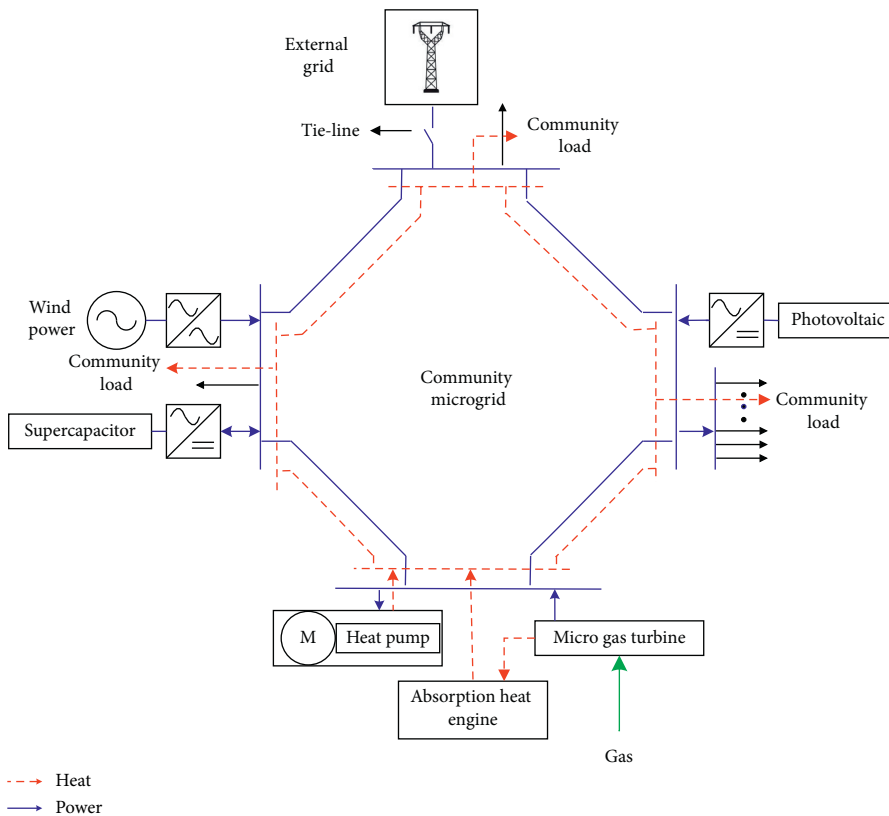 External
grid
Tie-line
Community
load
Wind
power
Community
load
Photovoltaic
Community
microgrid
Community
load
Supercapacitor
M
Heat pump
Micro gas turbine
Absorption heat
engine
Gas
Heat
Power